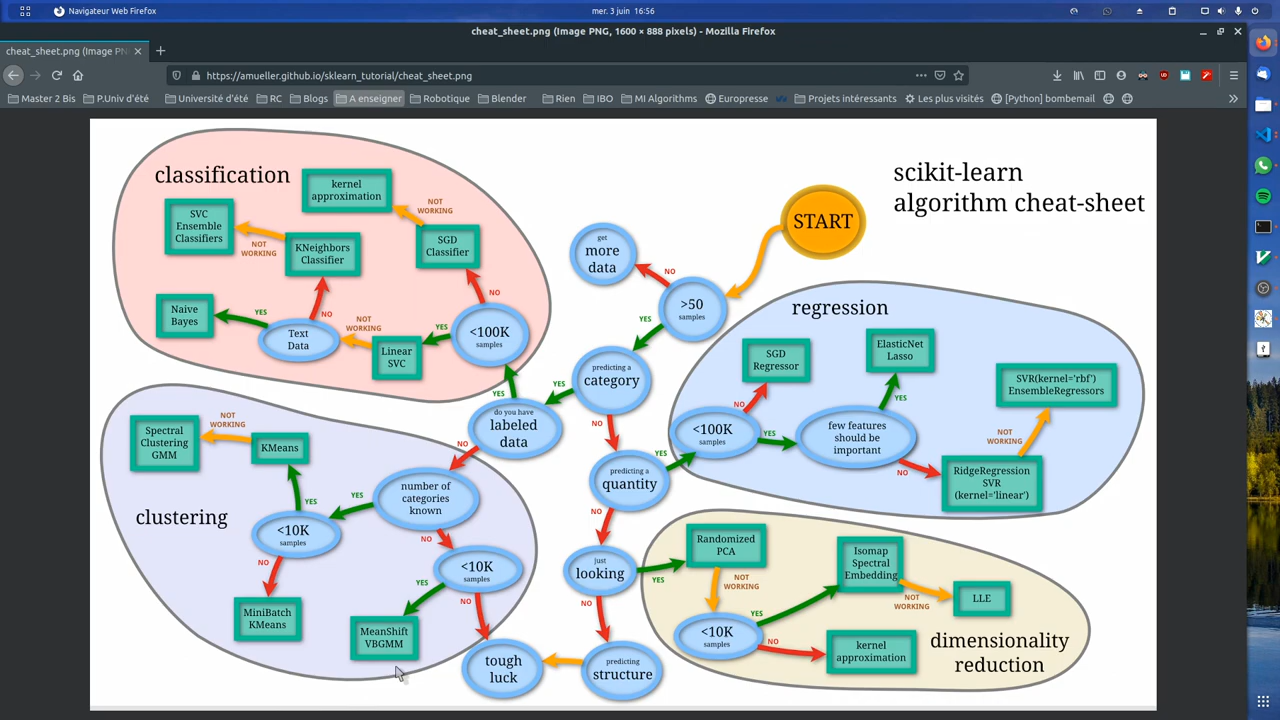 Navigateur Web Firefox
mer. 3 juin 16:56
cheat_sheet.png (Image PNG, 1600 × 888 pixels) - Mozilla Firefox
cheat_sheet.png (Image PN
https://amueller.github.io/sklearn_tutorial/cheat_sheet.png
Master 2 Bis
P.Univ d'été
Université d'été
RC
Blogs
A enseigner
Robotique
Blender
Rien
IBO
MI Algorithms
Europresse
Projets intéressants
Les plus visités
[Python] bombemail
scikit-learn
algorithm cheat-sheet
START
get
more
data
NO
>50
samples
YES
predicting a
category
YES
NO
do you have
labeled
data
YES
NO
predicting a
quantity
YES
NO
just
looking
YES
NO
predicting
structure
tough
luck
classification
kernel
approximation
NOT
WORKING
SVC
Ensemble
Classifiers
NOT
WORKING
KNeighbors
Classifier
SGD
Classifier
NO
Naive
Bayes
YES
NO
Text
Data
NOT
WORKING
Linear
SVC
YES
<100K
samples
regression
SGD
Regressor
NO
<100K
samples
YES
ElasticNet
Lasso
YES
few features
should be
important
NO
SVR(kernel='rbf')
EnsembleRegressors
NOT
WORKING
RidgeRegression
SVR
(kernel='linear')
clustering
Spectral
Clustering
GMM
NOT
WORKING
KMeans
YES
<10K
samples
NO
MiniBatch
KMeans
YES
number of
categories
known
NO
<10K
samples
YES
NO
MeanShift
VBGMM
dimensionality
reduction
Randomized
PCA
NOT
WORKING
<10K
samples
YES
NO
Isomap
Spectral
Embedding
NOT
WORKING
LLE
kernel
approximation